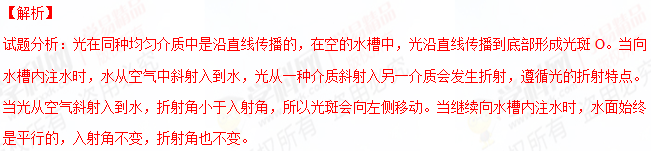 【解析】
试题分析：光在同种均匀介质中是沿直线传播的，在空的水槽中，光沿直线传播到底部形成光斑 O。当向
水槽内注水时，水从空气中斜射入到水，光从一种介质斜射入另一介质会发生折射，遵循光的折射特点。
当光从空气斜射入到水，折射角小于入射角，所以光斑会向左侧移动。当继续向水槽内注水时，水面始终
是平行的，入射角不变，折射角也不变。